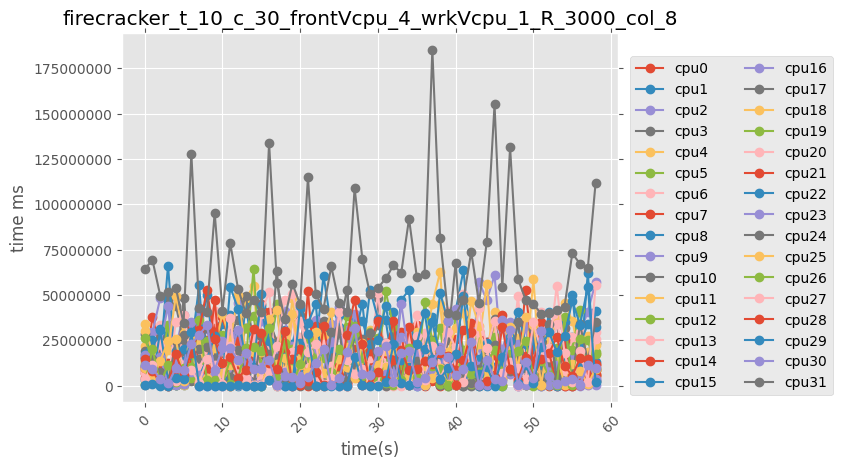 firecracker_t_10_c_30_frontVcpu_4_wrkVcpu_1_R_3000_col_8
175000000
150000000
125000000
100000000
75000000
50000000
25000000
0
time ms
0
10
20
30
40
50
60
time(s)
cpu0
cpu1
cpu2
cpu3
cpu4
cpu5
cpu6
cpu7
cpu8
cpu9
cpu10
cpu11
cpu12
cpu13
cpu14
cpu15
cpu16
cpu17
cpu18
cpu19
cpu20
cpu21
cpu22
cpu23
cpu24
cpu25
cpu26
cpu27
cpu28
cpu29
cpu30
cpu31